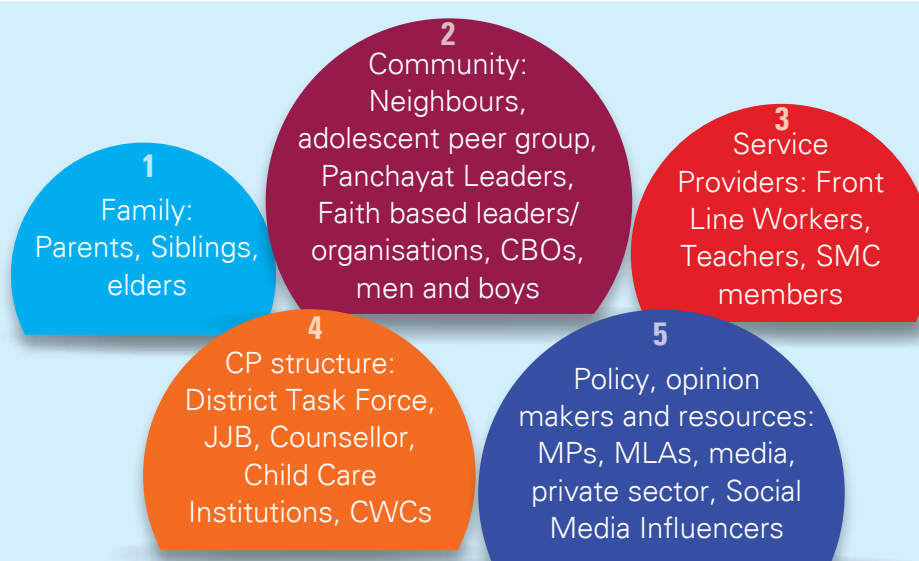 1
Family:
Parents, Siblings,
elders
2
Community:
Neighbours,
adolescent peer group,
Panchayat Leaders,
Faith based leaders/
organisations, CBOs,
men and boys
3
Service
Providers: Front
Line Workers,
Teachers, SMC
members
4
CP structure:
District Task Force,
JJB, Counsellor,
Child Care
Institutions, CWCs
5
Policy, opinion
makers and resources:
MPs, MLAs, media,
private sector, Social
Media Influencers